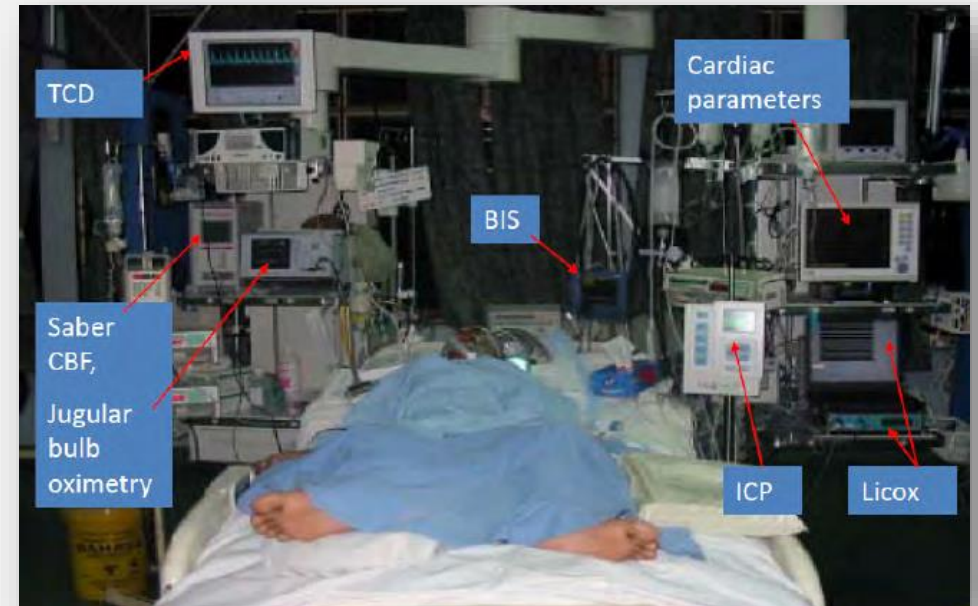 TCD
Cardiac
parameters
BIS
Saber
CBF,
Jugular
bulb
oximetry
ICP
Licox